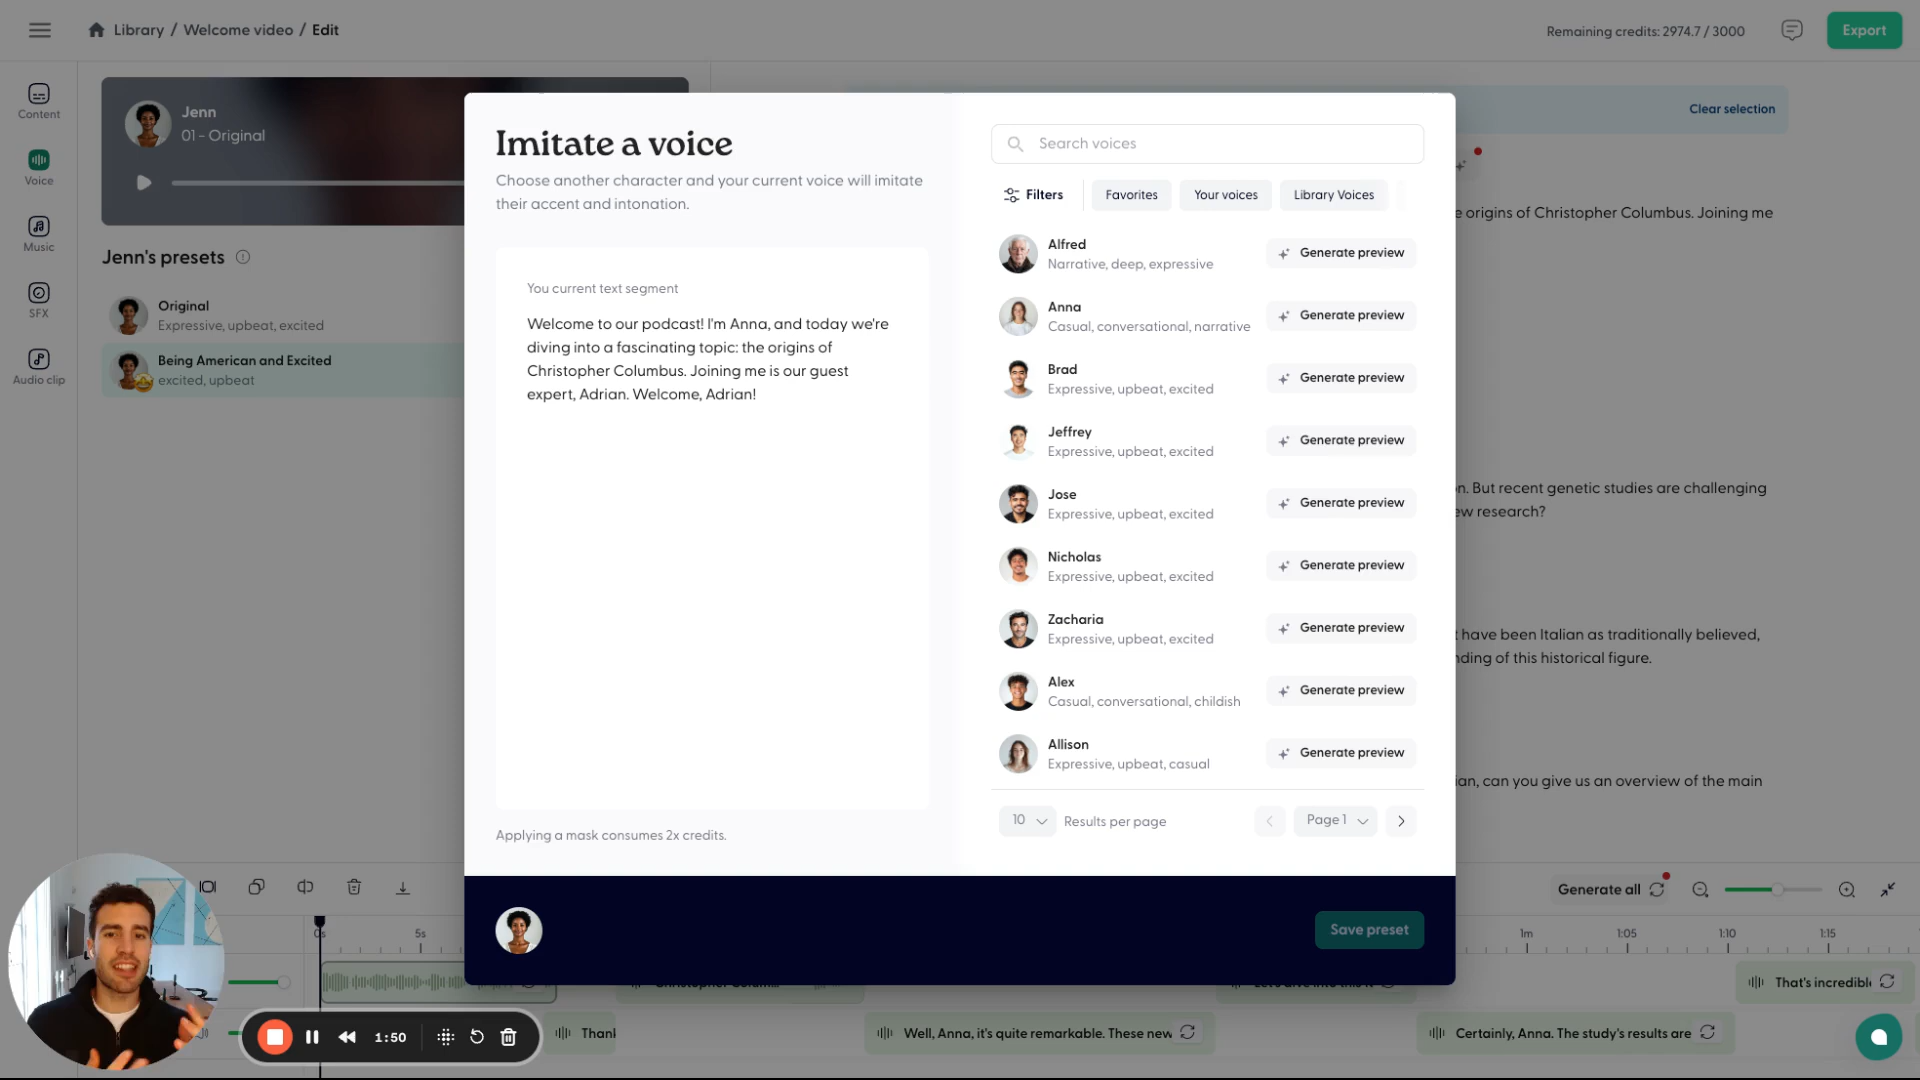 Library / Welcome video / Edit
Remaining credits: 2974.7 / 3000
Export
Content
Voice
Music
SFX
Audio clip
Jenn
01 - Original
Jenn's presets
Original
Expressive, upbeat, excited
Being American and Excited
excited, upbeat
Imitate a voice
Choose another character and your current voice will imitate
their accent and intonation.
You current text segment
Welcome to our podcast! I'm Anna, and today we're
diving into a fascinating topic: the origins of
Christopher Columbus. Joining me is our guest
expert, Adrian. Welcome, Adrian!
Applying a mask consumes 2x credits.
Search voices
Filters
Favorites
Your voices
Library Voices
Alfred
Narrative, deep, expressive
Generate preview
Anna
Casual, conversational, narrative
Generate preview
Brad
Expressive, upbeat, excited
Generate preview
Jeffrey
Expressive, upbeat, excited
Generate preview
Jose
Expressive, upbeat, excited
Generate preview
Nicholas
Expressive, upbeat, excited
Generate preview
Zacharia
Expressive, upbeat, excited
Generate preview
Alex
Casual, conversational, childish
Generate preview
Allison
Expressive, upbeat, casual
Generate preview
10
Results per page
Page 1
Save preset
Clear selection
e origins of Christopher Columbus. Joining me
n. But recent genetic studies are challenging
ew research?
t have been Italian as traditionally believed,
nding of this historical figure.
ian, can you give us an overview of the main
Generate all
0s
5s
1m
1:05
1:10
1:15
That's incredibl
Thank
Well, Anna, it's quite remarkable. These new
Certainly, Anna. The study's results are
1:50